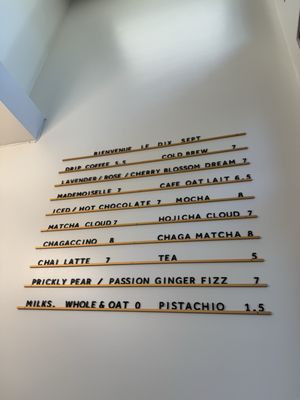 BIENVENUE LE DIX SEPT
DRIP COFFEE 5.5 COLD BREW 7
LAVENDER / ROSE / CHERRY BLOSSOM DREAM 7
MADEMOISELLE 7 CAFE OAT LAIT 6.5
ICED / HOT CHOCOLATE 7 MOCHA 8
MATCHA CLOUD 7 HOJICHA CLOUD 7
CHAGACCINO 8 CHAGA MATCHA 8
CHAI LATTE 7 TEA 5
PRICKLY PEAR / PASSION GINGER FIZZ 7
MILKS. WHOLE & OAT 0 PISTACHIO 1.5